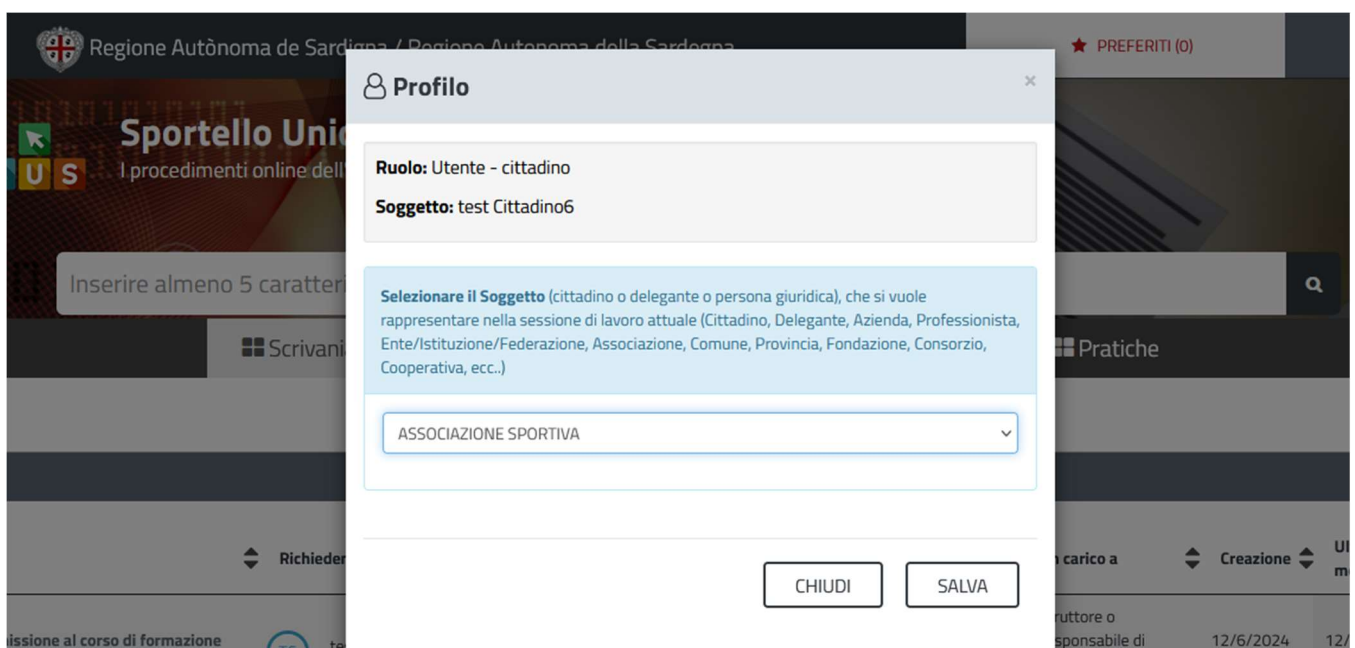 Regione Autònoma de Sardigna / Regione Autonoma della Sardegna
PREFERITI (0)
Profilo
×
Sportello Unic
I procedimenti online dell'
U S
Ruolo: Utente - cittadino
Soggetto: test Cittadino6
Inserire almeno 5 caratteri
Selezionare il Soggetto (cittadino o delegante o persona giuridica), che si vuole
rappresentare nella sessione di lavoro attuale (Cittadino, Delegante, Azienda, Professionista,
Ente/Istituzione/Federazione, Associazione, Comune, Provincia, Fondazione, Consorzio,
Cooperativa, ecc..)
Scrivani
Pratiche
ASSOCIAZIONE SPORTIVA
Richieder
carico a
Creazione
Ul
m
CHIUDI
SALVA
ruttore o
issione al corso di formazione
te
sponsabile di
12/6/2024
12/